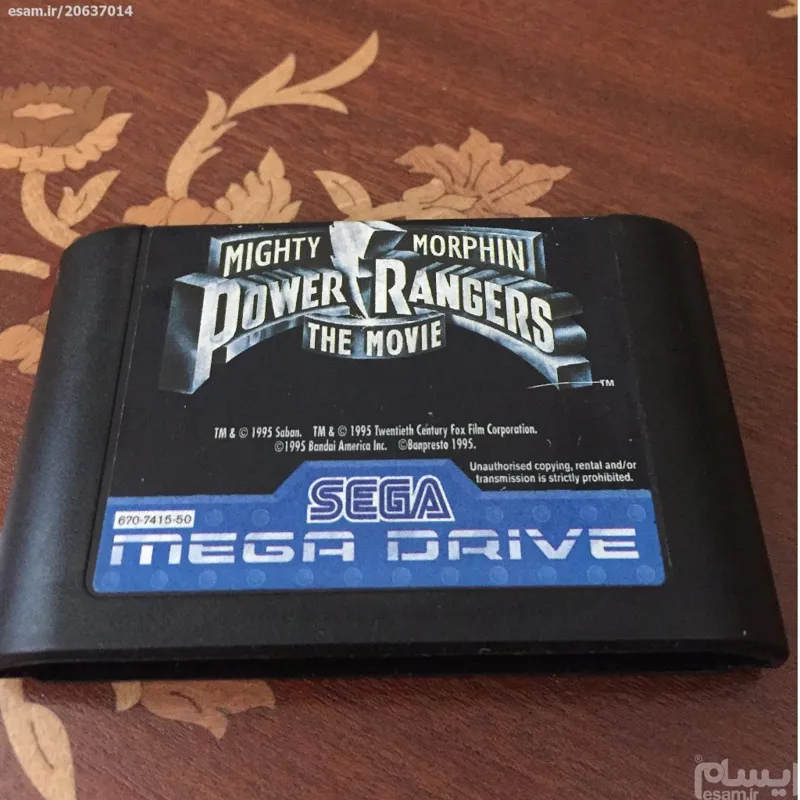 esam.ir/20637014
MIGHTY MORPHIN
POWER RANGERS
THE MOVIE
TM
TM & © 1995 Saban. TM & © 1995 Twentieth Century Fox Film Corporation.
©1995 Bandai America Inc. ©Banpresto 1995.
Unauthorised copying, rental and/or
transmission is strictly prohibited.
SEGA
670-7415-50
MEGA DRIVE
ایسام®
esam.ir